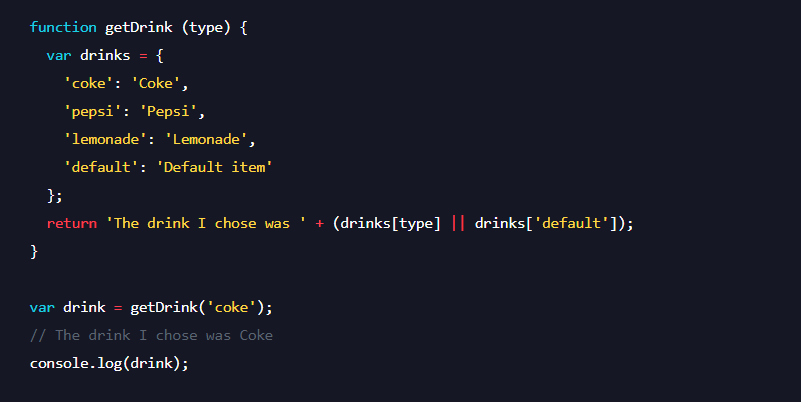 function getDrink (type) {
  var drinks = {
    'coke': 'Coke',
    'pepsi': 'Pepsi',
    'lemonade': 'Lemonade',
    'default': 'Default item'
  };
  return 'The drink I chose was ' + (drinks[type] || drinks['default']);
}

var drink = getDrink('coke');
// The drink I chose was Coke
console.log(drink);